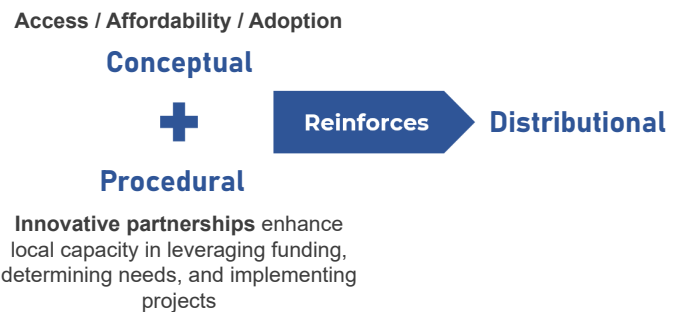 Access / Affordability / Adoption
Conceptual
Reinforces
Distributional
Procedural
Innovative partnerships enhance
local capacity in leveraging funding,
determining needs, and implementing
projects